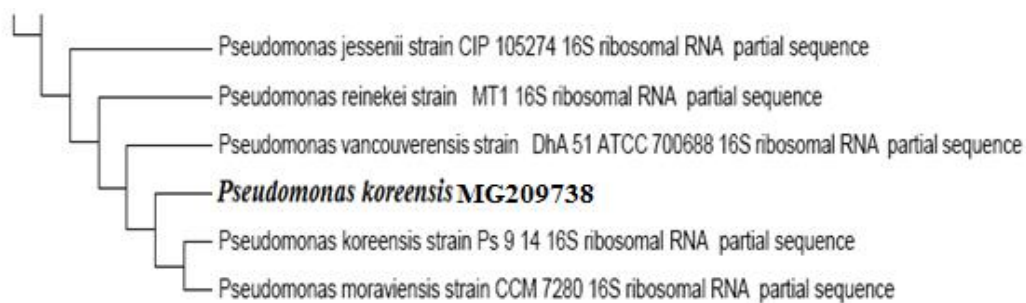 Pseudomonas jessenii strain CIP 105274 16S ribosomal RNA partial sequence
Pseudomonas reinekei strain MT1 16S ribosomal RNA partial sequence
Pseudomonas vancouverensis strain DhA 51 ATCC 700688 16S ribosomal RNA partial sequence
Pseudomonas koreensis MG209738
Pseudomonas koreensis strain Ps 9 14 16S ribosomal RNA partial sequence
Pseudomonas moraviensis strain CCM 7280 16S ribosomal RNA partial sequence